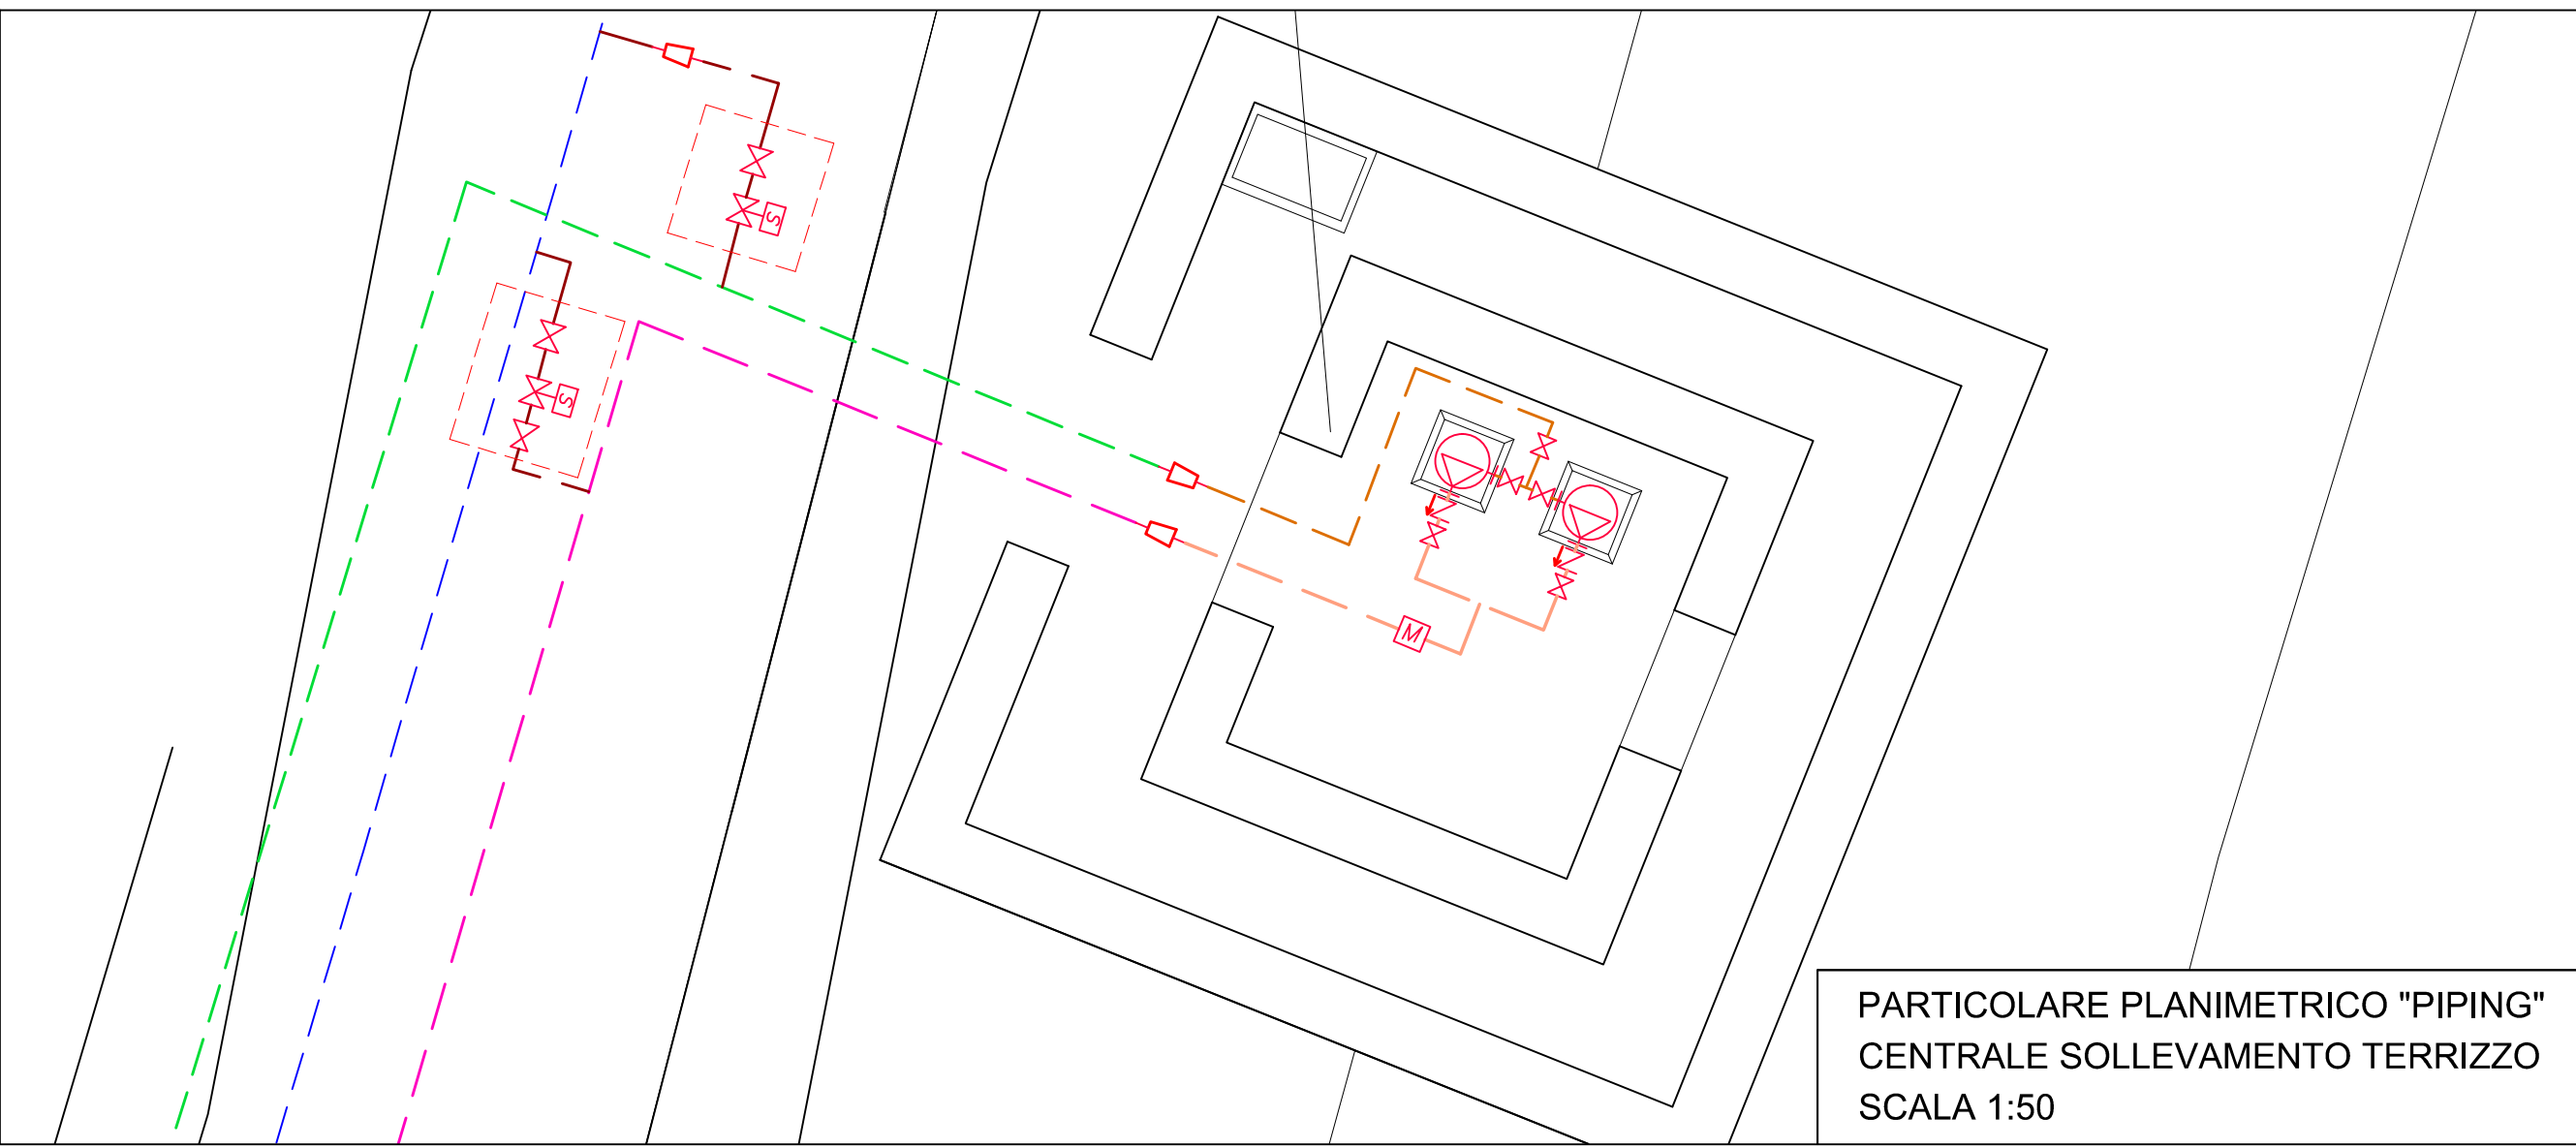 S
S
M
PARTICOLARE PLANIMETRICO "PIPING"
CENTRALE SOLLEVAMENTO TERRIZZO
SCALA 1:50